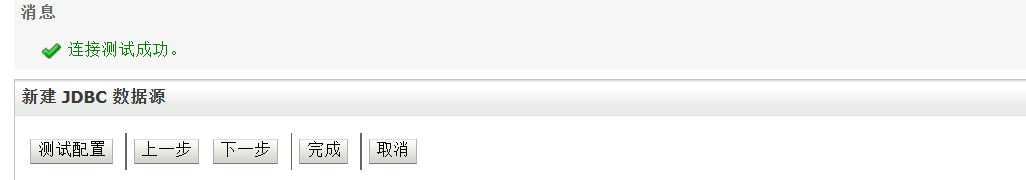 消息
连接测试成功。
新建 JDBC 数据源
测试配置 上一步 下一步 完成 取消